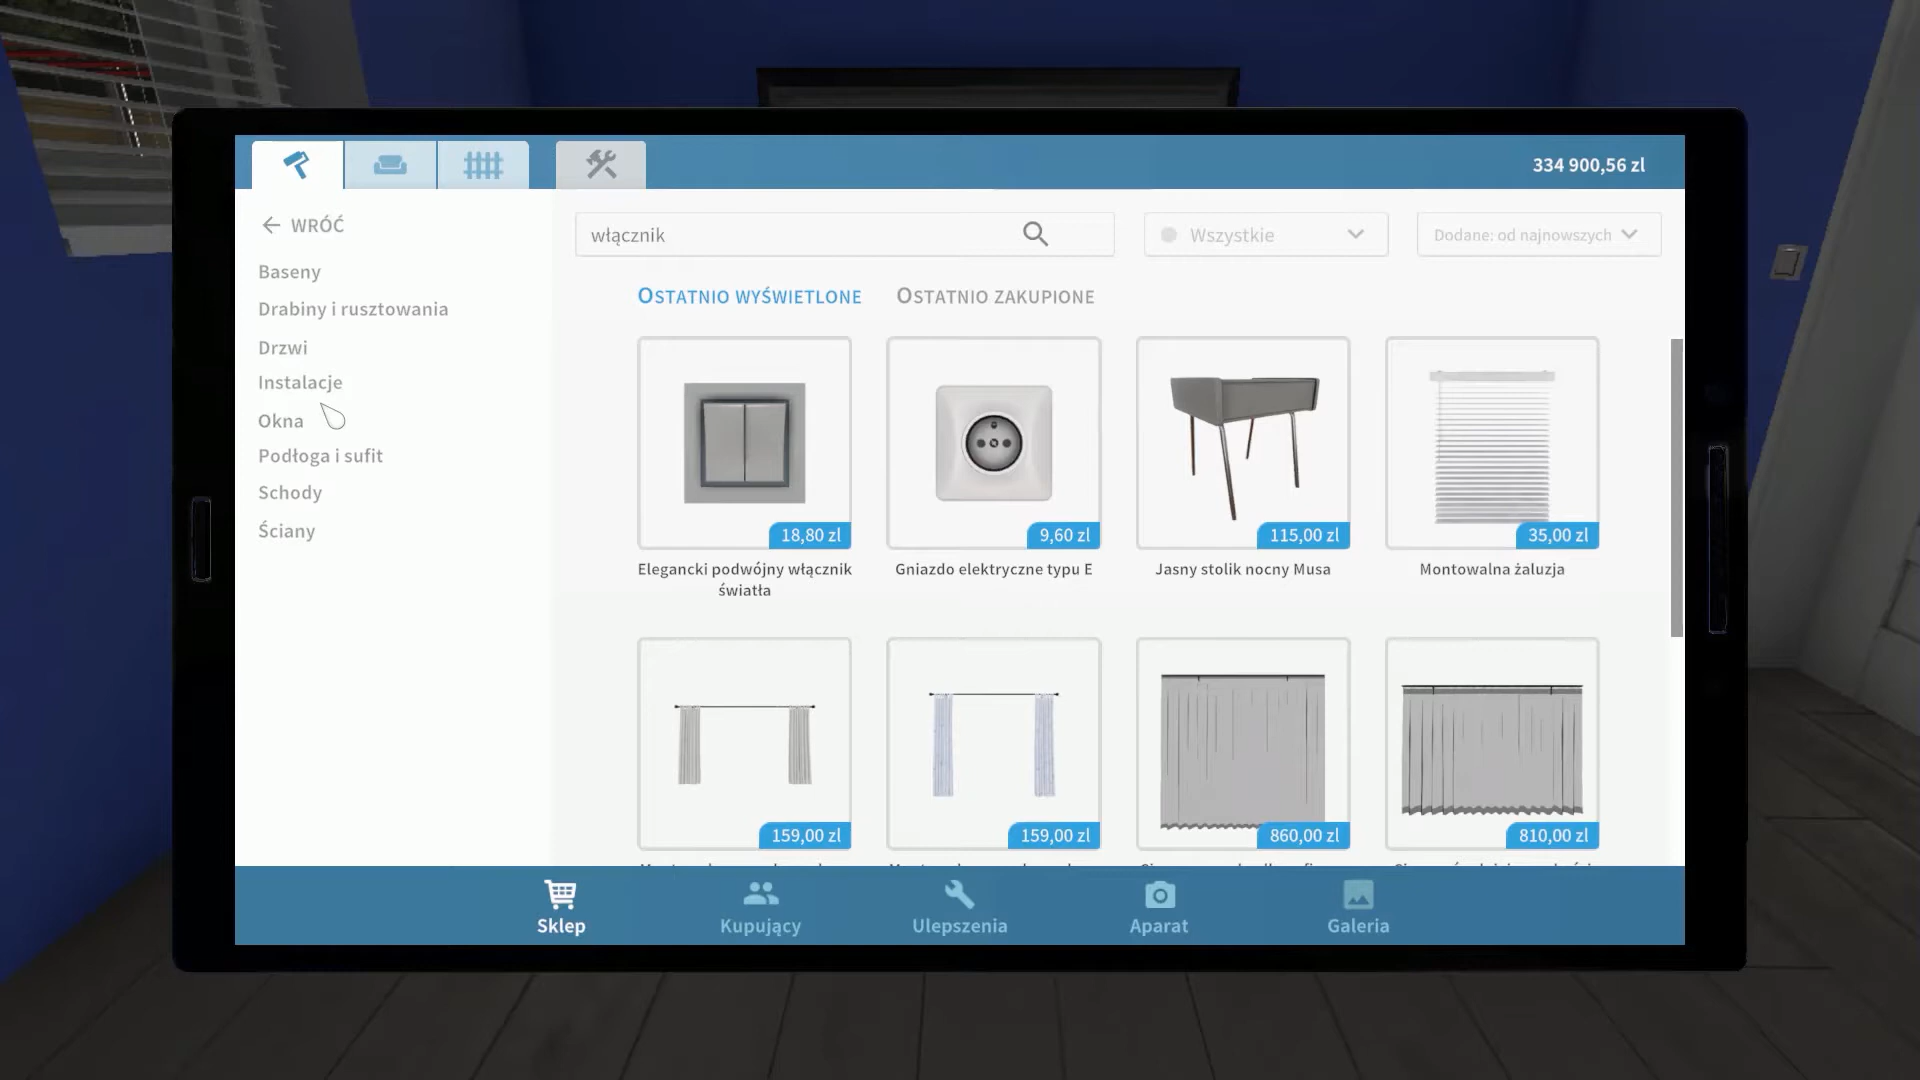 334 900,56 zl
WRÓĆ
Baseny
Drabiny i rusztowania
Drzwi
Instalacje
Okna
Podłoga i sufit
Schody
Ściany
włącznik
Wszystkie
Dodane: od najnowszych
OSTATNIO WYŚWIETLONE
OSTATNIO ZAKUPIONE
18,80 zl
9,60 zl
115,00 zl
35,00 zl
Elegancki podwójny włącznik
światła
Gniazdo elektryczne typu E
Jasny stolik nocny Musa
Montowalna żaluzja
159,00 zl
159,00 zl
860,00 zl
810,00 zl
Sklep
Kupujący
Ulepszenia
Aparat
Galeria